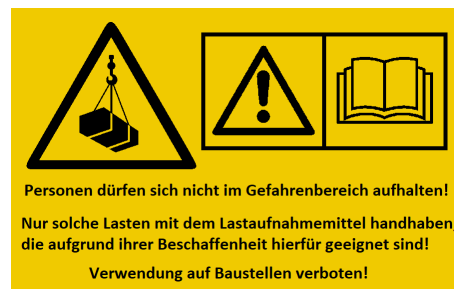 Personen dürfen sich nicht im Gefahrenbereich aufhalten!
Nur solche Lasten mit dem Lastaufnahmemittel handhaben,
die aufgrund ihrer Beschaffenheit hierfür geeignet sind!
Verwendung auf Baustellen verboten!